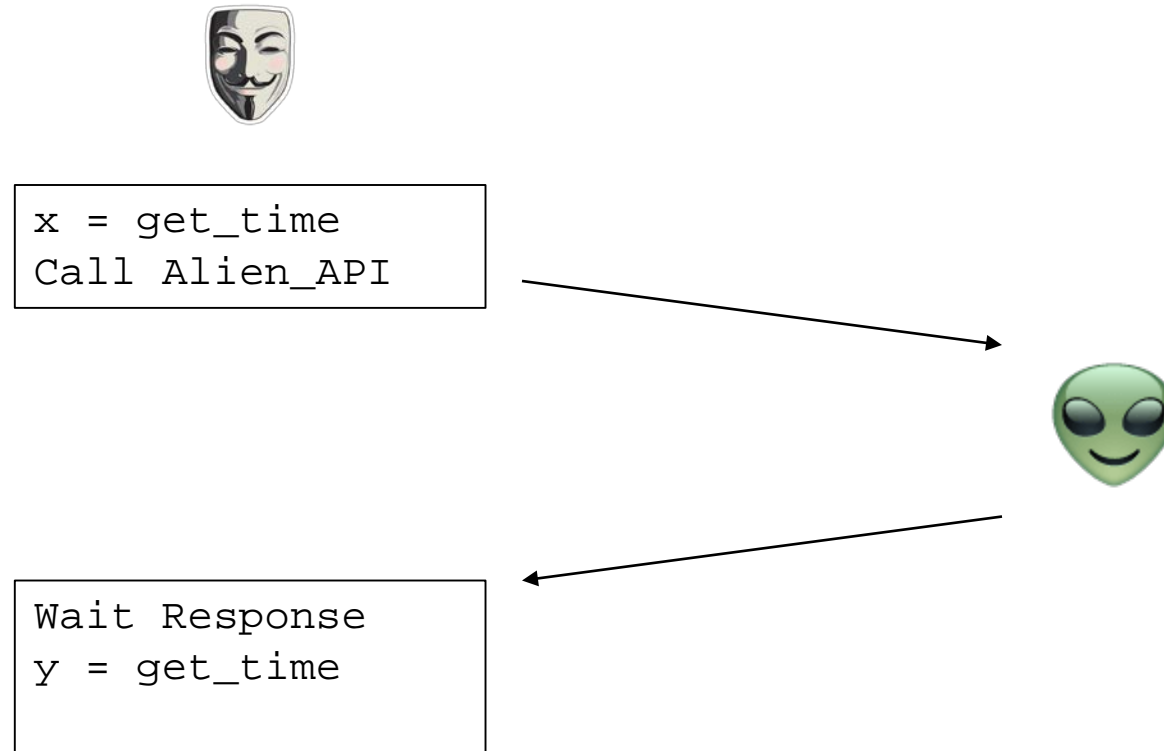 x = get_time
Call Alien_API
Wait Response
y = get_time